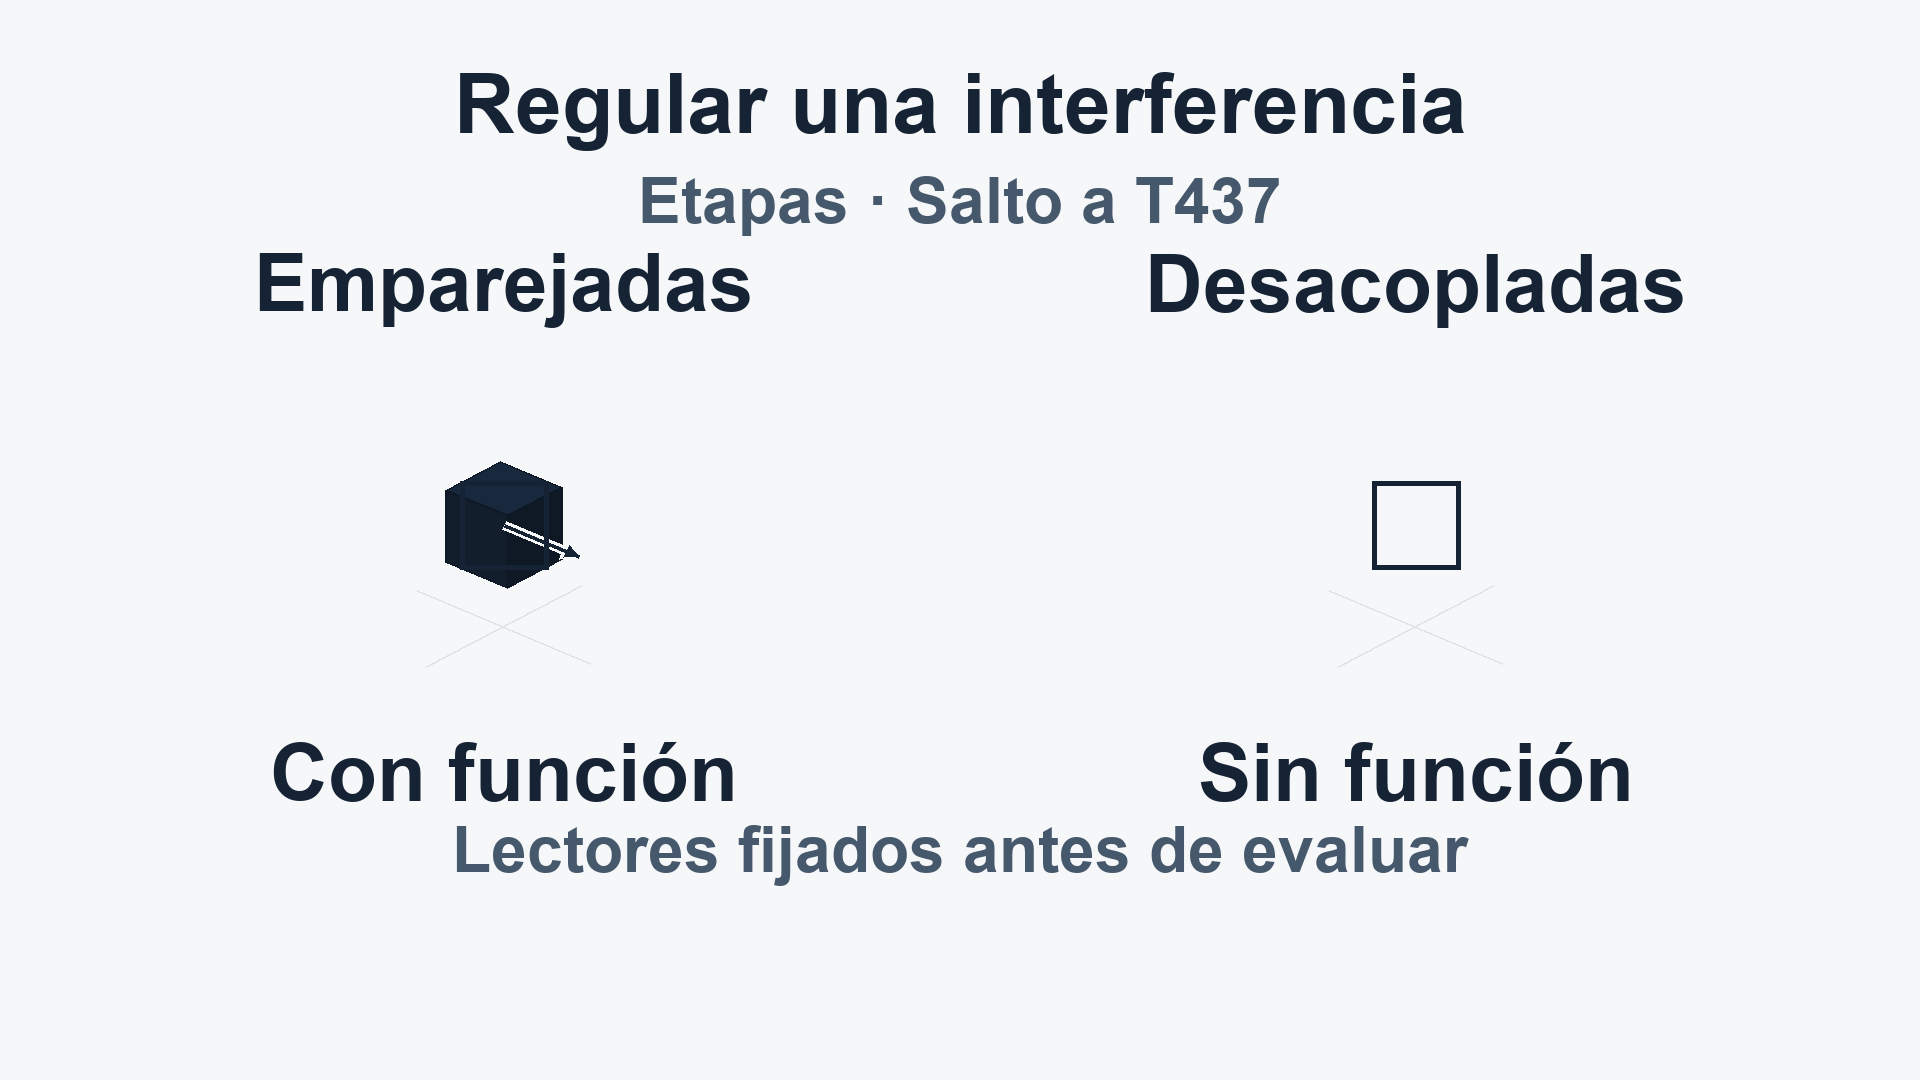 Regular una interferencia
Etapas · Salto a T437
Emparejadas
Desacopladas
Con función
Sin función
Lectores fijados antes de evaluar